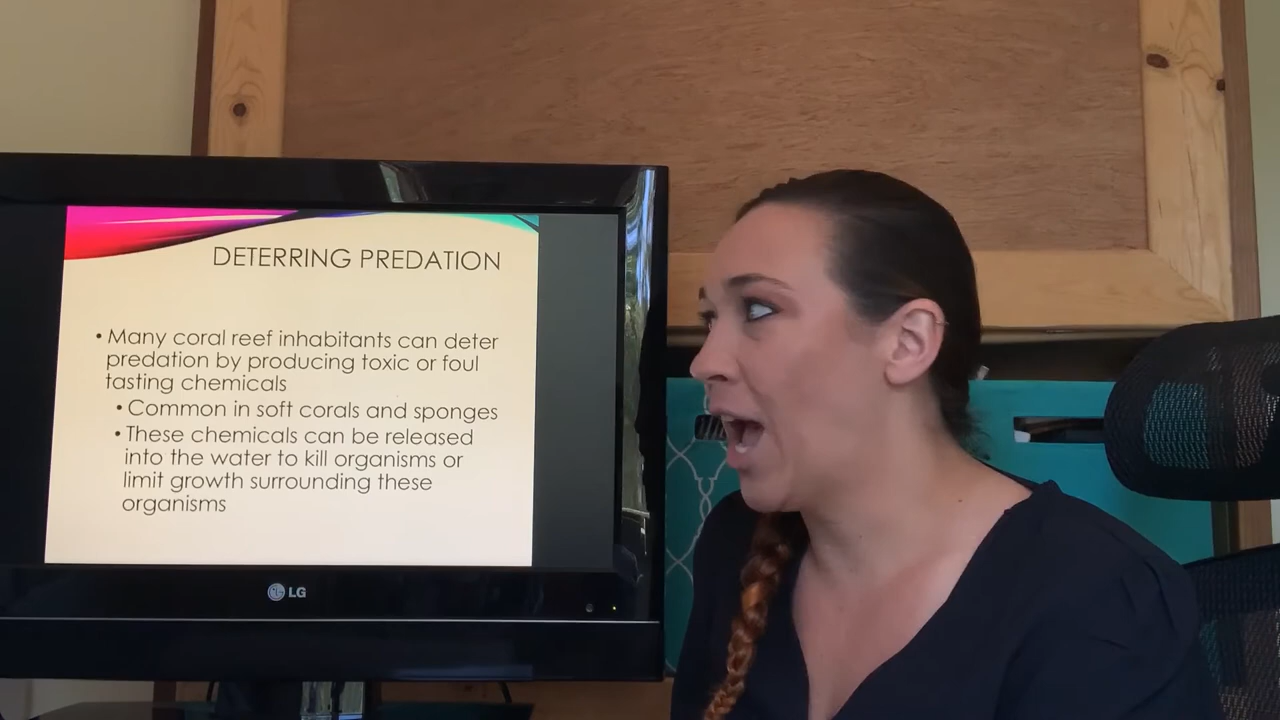 DETERRING PREDATION
• Many coral reef inhabitants can deter
predation by producing toxic or foul
tasting chemicals
• Common in soft corals and sponges
• These chemicals can be released
into the water to kill organisms or
limit growth surrounding these
organisms
LG